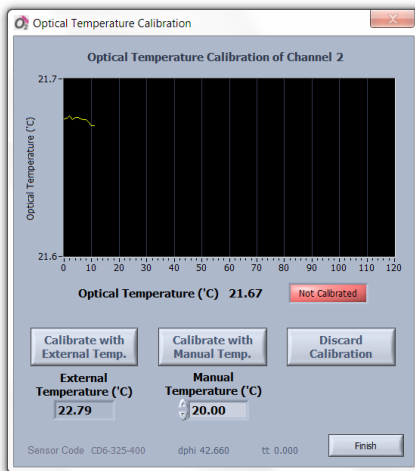 O2 Optical Temperature Calibration
X
Optical Temperature Calibration of Channel 2
21.7
Optical Temperature (°C)
21.6
0 10 20 30 40 50 60 70 80 90 100 110 120
Optical Temperature (°C) 21.67 Not Calibrated
Calibrate with
External Temp.
Calibrate with
Manual Temp.
Discard
Calibration
External
Temperature (°C)
22.79
Manual
Temperature (°C)
20.00
Sensor Code CD6-325-400 dphi 42.660 tt 0.000 Finish